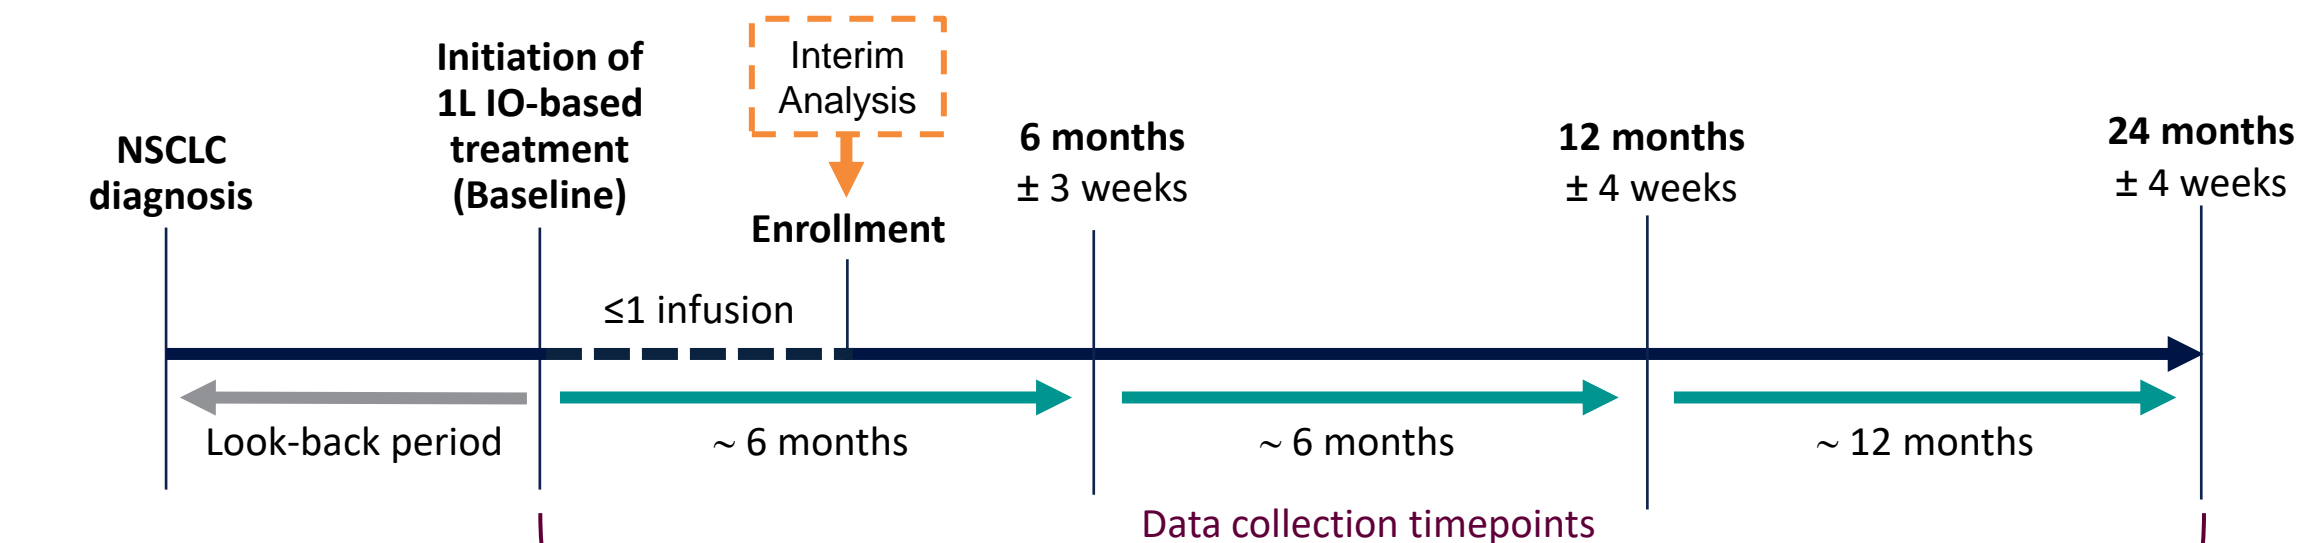 NSCLC
diagnosis
Initiation of
1L IO-based
treatment
(Baseline)
Interim
Analysis
Enrollment
6 months
± 3 weeks
12 months
± 4 weeks
24 months
± 4 weeks
≤1 infusion
Look-back period
~ 6 months
~ 6 months
~ 12 months
Data collection timepoints